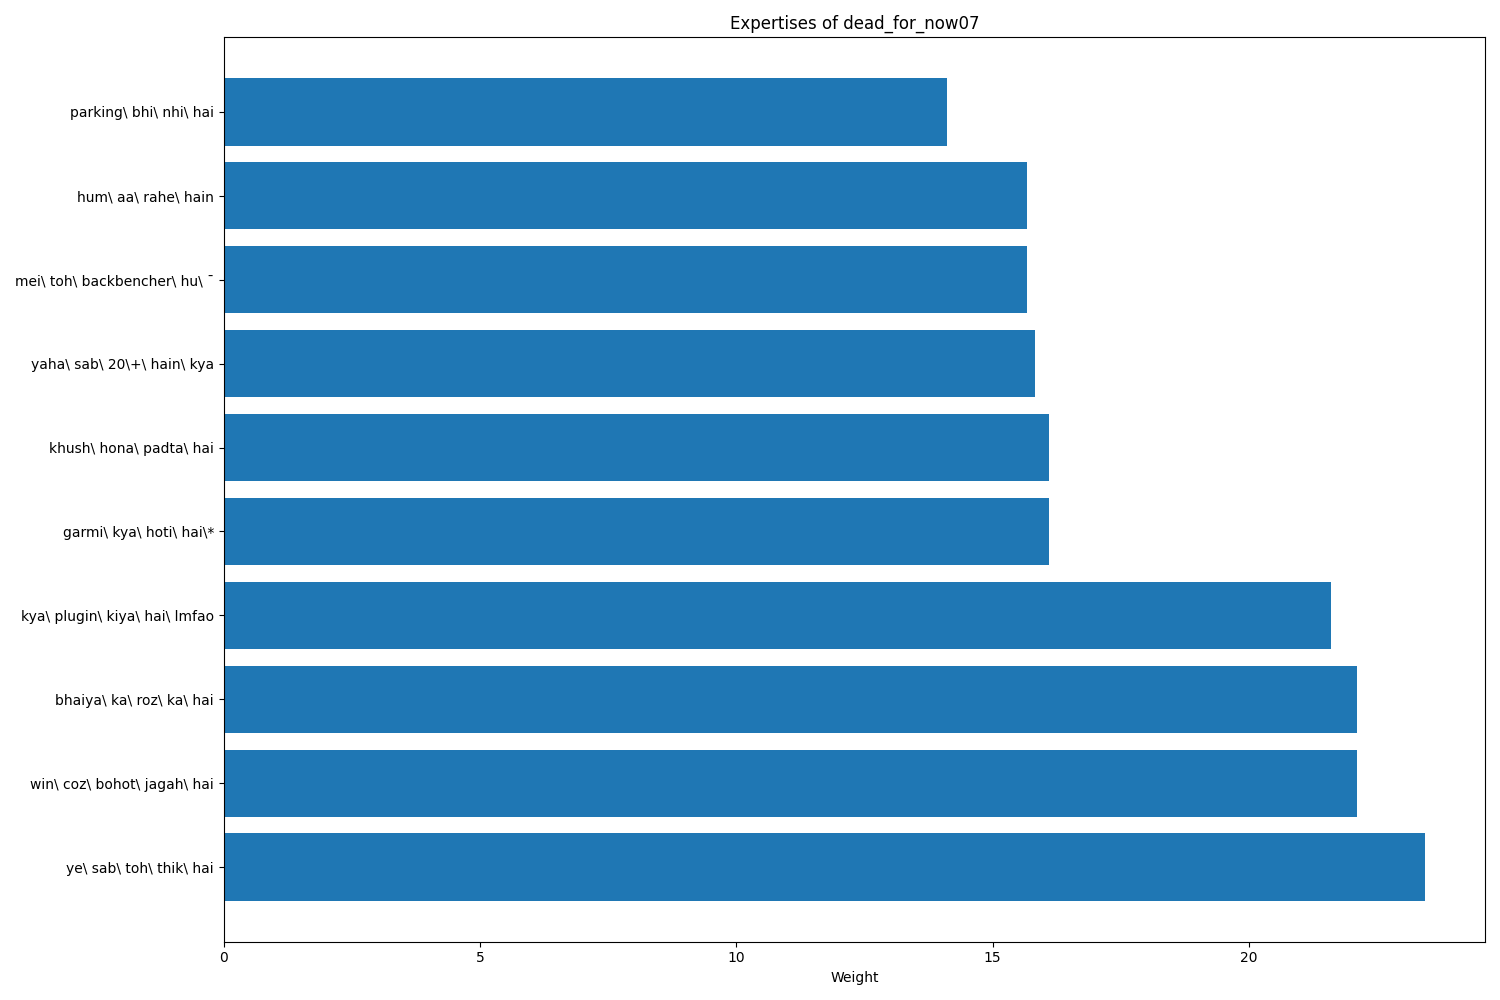 Expertises of dead_for_now07
parking\ bhi\ nhi\ hai
hum\ aa\ rahe\ hain
mei\ toh\ backbencher\ hu\ ¯
yaha\ sab\ 20\+\ hain\ kya
khush\ hona\ padta\ hai
garmi\ kya\ hoti\ hai\*
kya\ plugin\ kiya\ hai\ lmfao
bhaiya\ ka\ roz\ ka\ hai
win\ coz\ bohot\ jagah\ hai
ye\ sab\ toh\ thik\ hai
0 5 10 15 20
Weight